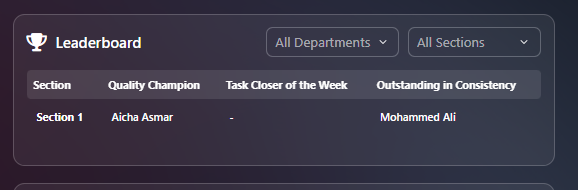 Leaderboard
All Departments
All Sections
Section Quality Champion Task Closer of the Week Outstanding in Consistency
Section 1 Aicha Asmar - Mohammed Ali